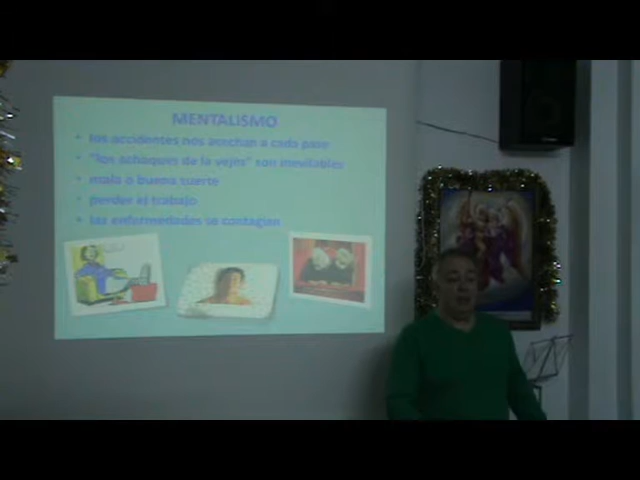 MENTALISMO
• los accidentes nos acechan a cada paso
• "los achaques de la vejes" son inevitables
• mala o buena suerte
• perder el trabajo
• las enfermedades se contagian